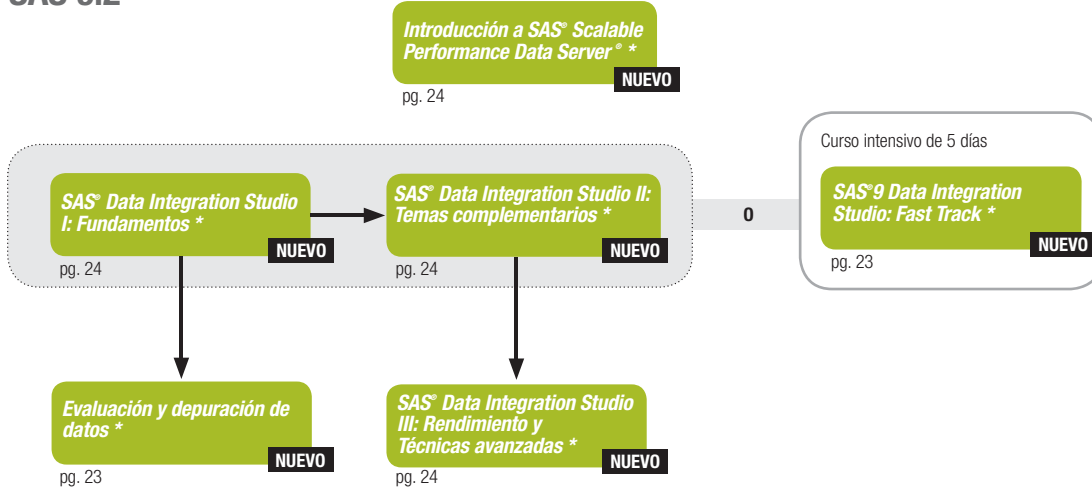 Introducción a SAS® Scalable
Performance Data Server® *
NUEVO
pg. 24
Curso intensivo de 5 días
SAS® Data Integration Studio
I: Fundamentos *
NUEVO
pg. 24
SAS® Data Integration Studio II:
Temas complementarios *
NUEVO
pg. 24
O
SAS®9 Data Integration
Studio: Fast Track *
NUEVO
pg. 23
Evaluación y depuración de
datos *
NUEVO
pg. 23
SAS® Data Integration Studio
III: Rendimiento y
Técnicas avanzadas *
NUEVO
pg. 24